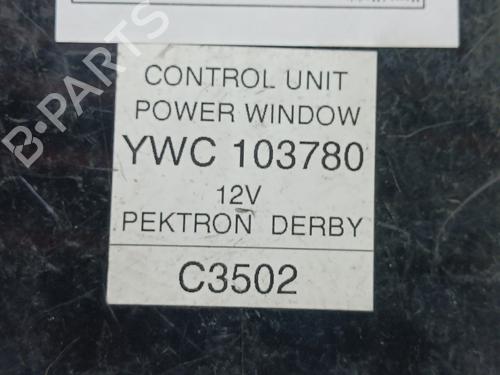 CONTROL UNIT
POWER WINDOW
YWC 103780
12V
PEKTRON DERBY
C3502
B-PARTS